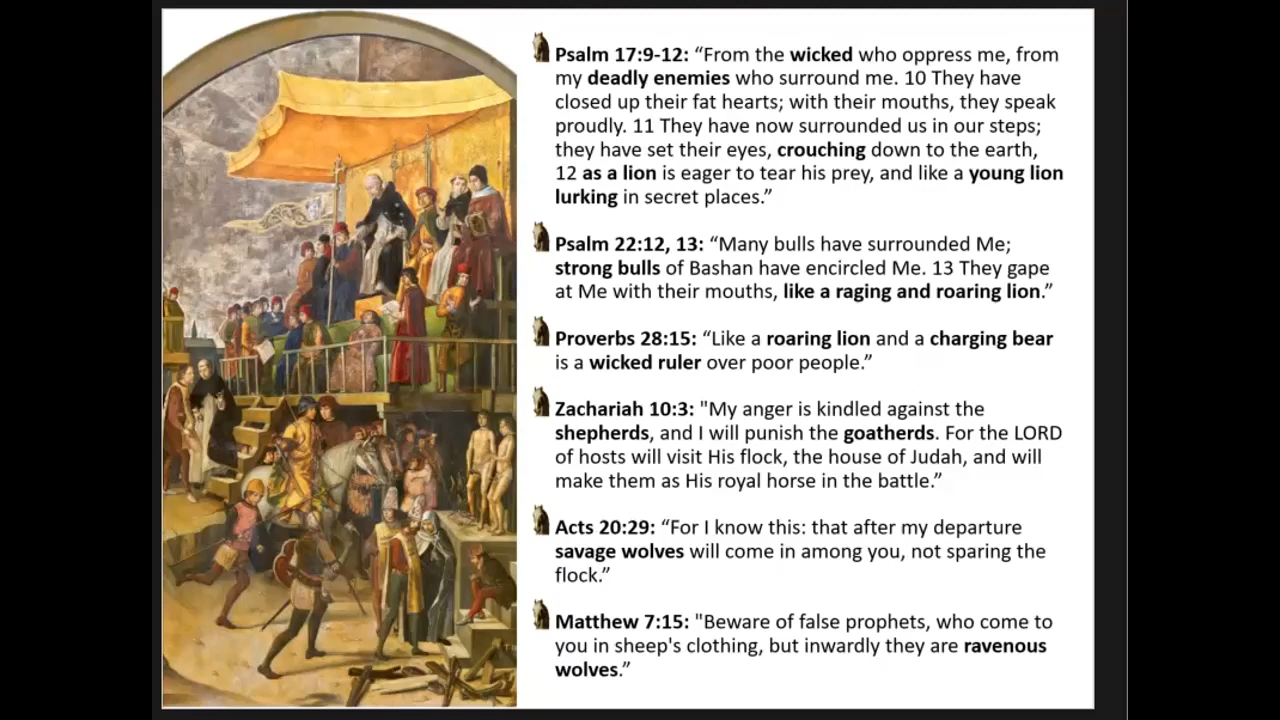 Psalm 17:9-12: “From the wicked who oppress me, from
my deadly enemies who surround me. 10 They have
closed up their fat hearts; with their mouths, they speak
proudly. 11 They have now surrounded us in our steps;
they have set their eyes, crouching down to the earth,
12 as a lion is eager to tear his prey, and like a young lion
lurking in secret places.”
Psalm 22:12, 13: “Many bulls have surrounded Me;
strong bulls of Bashan have encircled Me. 13 They gape
at Me with their mouths, like a raging and roaring lion.”
Proverbs 28:15: “Like a roaring lion and a charging bear
is a wicked ruler over poor people.”
Zachariah 10:3: "My anger is kindled against the
shepherds, and I will punish the goatherds. For the LORD
of hosts will visit His flock, the house of Judah, and will
make them as His royal horse in the battle.”
Acts 20:29: “For I know this: that after my departure
savage wolves will come in among you, not sparing the
flock.”
Matthew 7:15: "Beware of false prophets, who come to
you in sheep's clothing, but inwardly they are ravenous
wolves.”